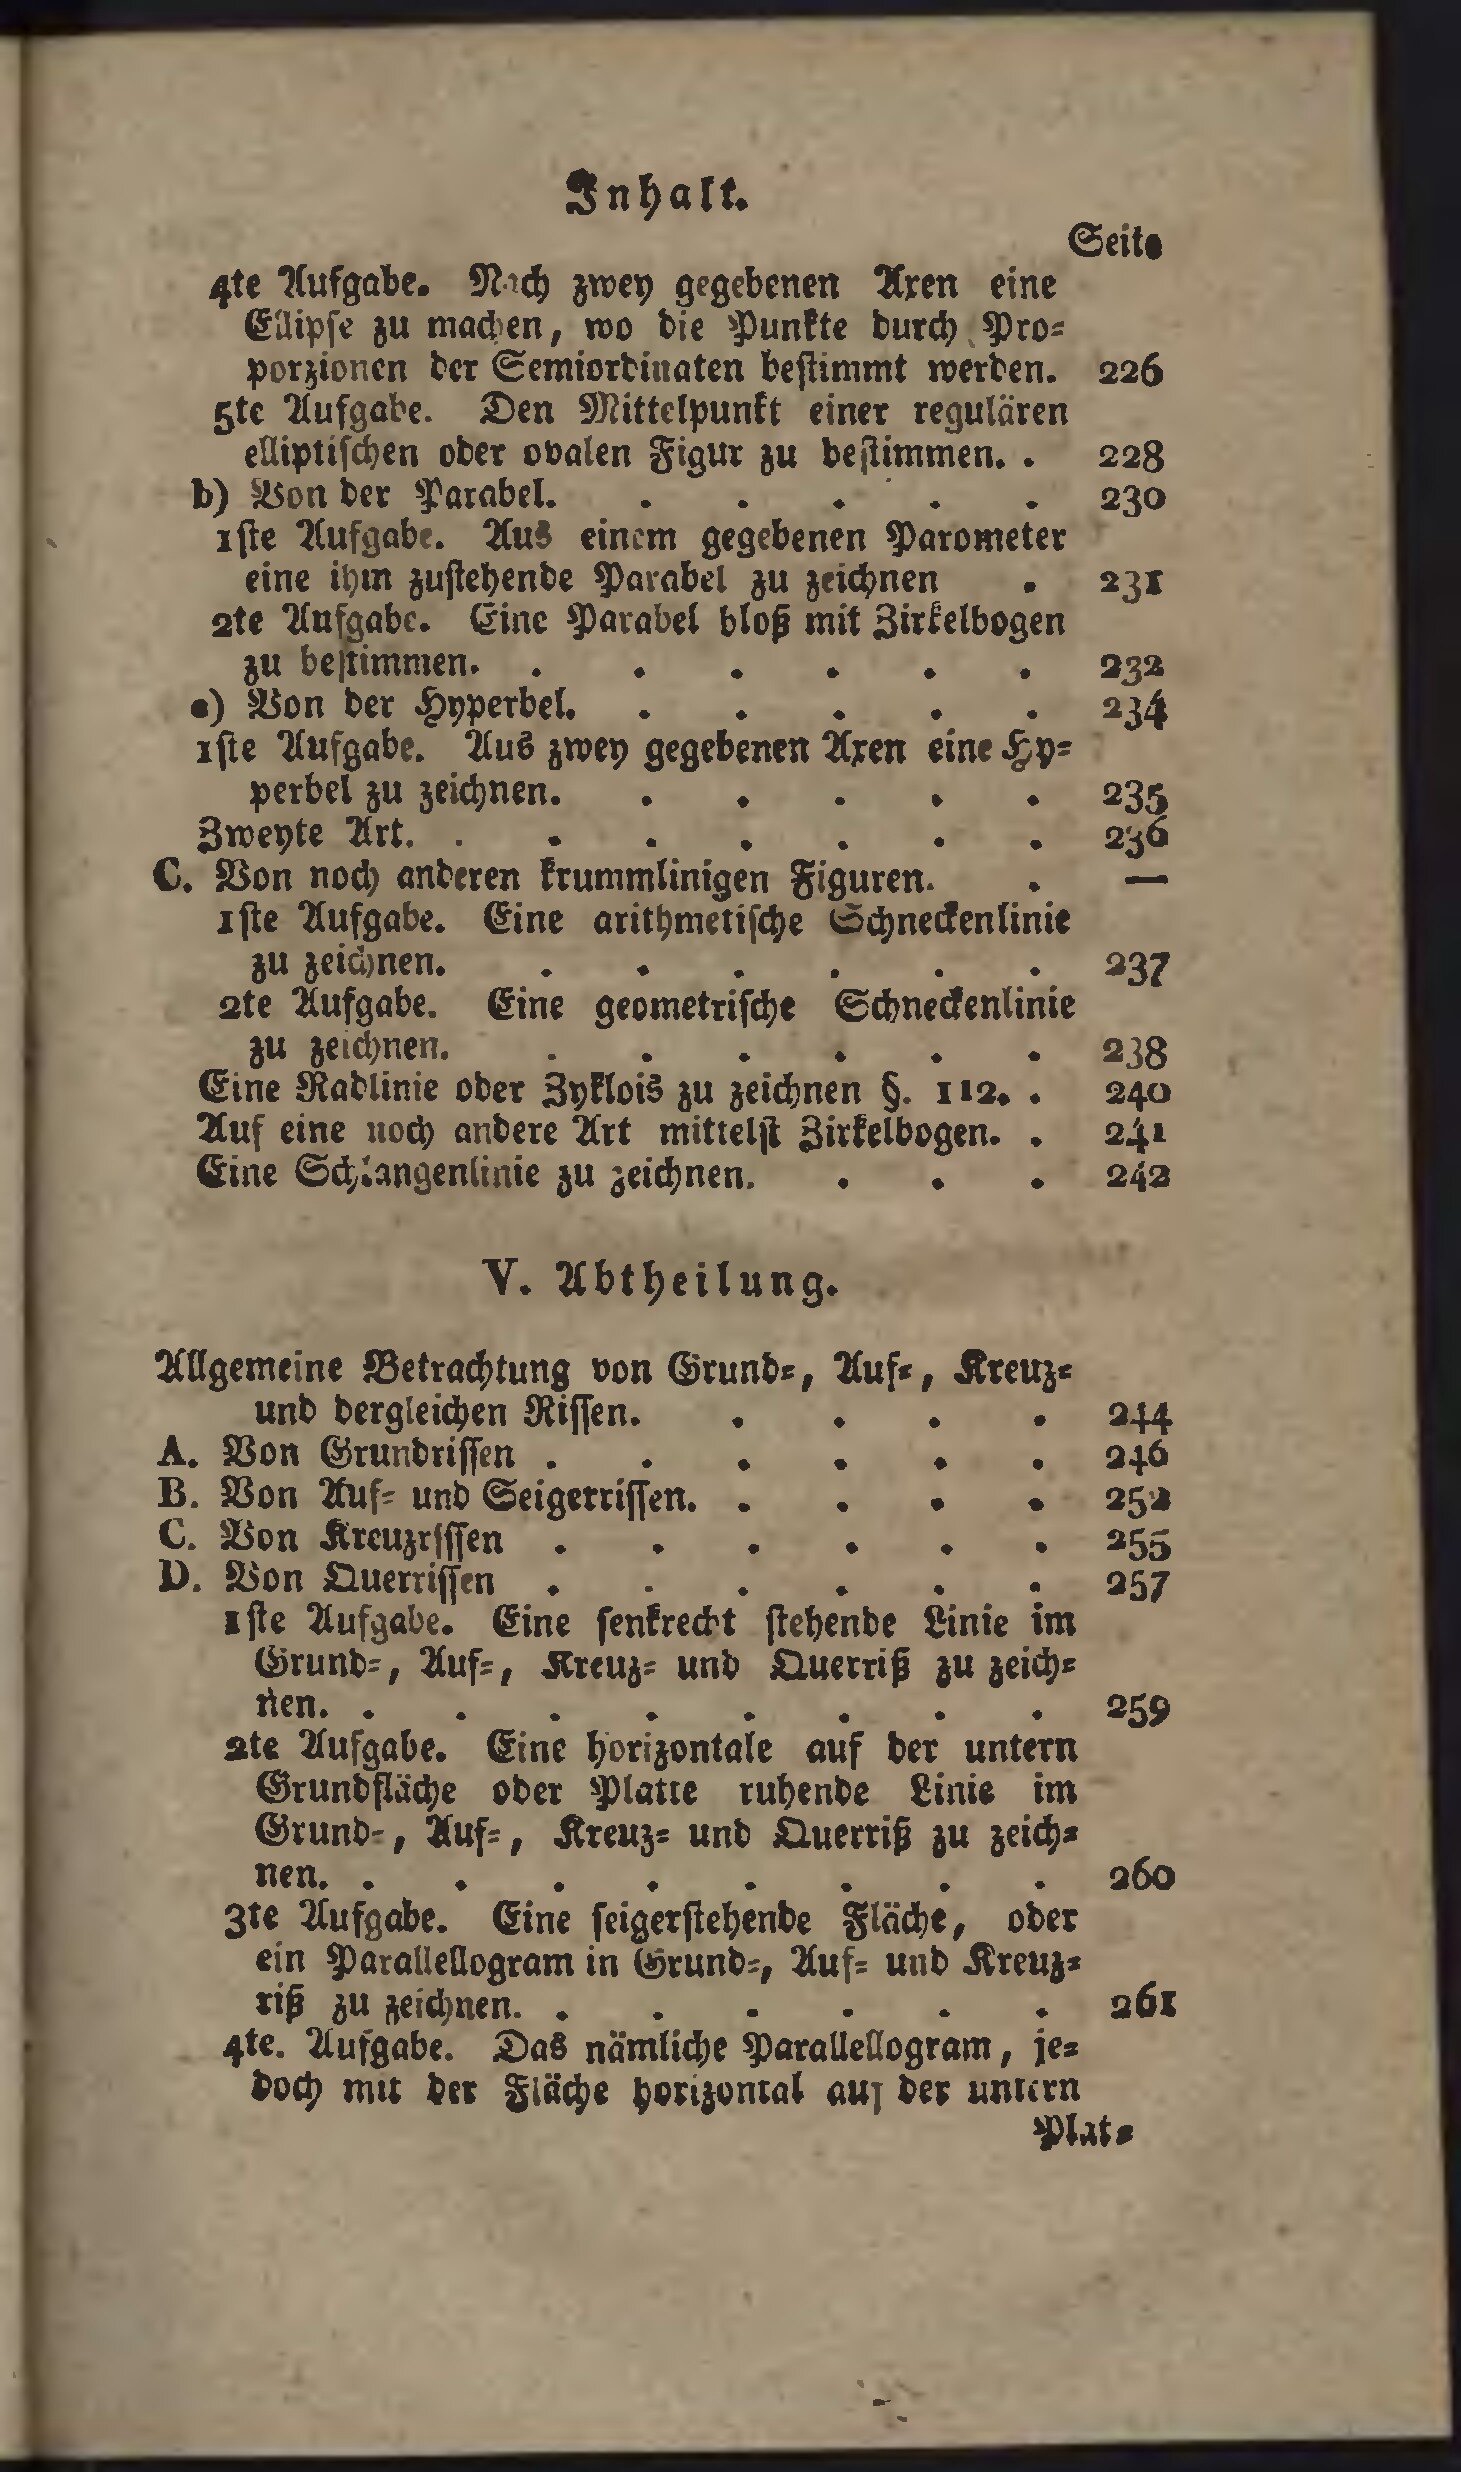 Inhalt.
Seite
4te Aufgabe. Nach zwey gegebenen Axen eine
Ellipse zu machen, wo die Punkte durch Pro-
porzionen der Semiordinaten bestimmt werden. 226
5te Aufgabe. Den Mittelpunkt einer regulären
elliptischen oder ovalen Figur zu bestimmen. . 228
b) Von der Parabel. . . . . . 230
1ste Aufgabe. Aus einem gegebenen Parometer
eine ihm zustehende Parabel zu zeichnen . 231
2te Aufgabe. Eine Parabel bloß mit Zirkelbogen
zu bestimmen. . . . . . . 232
c) Von der Hyperbel. . . . . . 234
1ste Aufgabe. Aus zwey gegebenen Axen eine Hy-
perbel zu zeichnen. . . . . . 235
Zweyte Art. . . . . . . . 236
C. Von noch anderen krummlinigen Figuren. . —
1ste Aufgabe. Eine arithmetische Schneckenlinie
zu zeichnen. . . . . . . 237
2te Aufgabe. Eine geometrische Schneckenlinie
zu zeichnen. . . . . . . 238
Eine Radlinie oder Zyklois zu zeichnen §. 112. . 240
Auf eine noch andere Art mittelst Zirkelbogen. . 241
Eine Schlangenlinie zu zeichnen. . . . 242
V. Abtheilung.
Allgemeine Betrachtung von Grund-, Auf-, Kreuz-
und dergleichen Rissen. . . . . 244
A. Von Grundrissen . . . . . . 246
B. Von Auf- und Seigerrissen. . . . . 252
C. Von Kreuzrissen . . . . . . 255
D. Von Querrissen . . . . . . 257
1ste Aufgabe. Eine senkrecht stehende Linie im
Grund-, Auf-, Kreuz- und Querriß zu zeich-
nen. . . . . . . . . 259
2te Aufgabe. Eine horizontale auf der untern
Grundfläche oder Platte ruhende Linie im
Grund-, Auf-, Kreuz- und Querriß zu zeich-
nen. . . . . . . . . 260
3te Aufgabe. Eine seigerstehende Fläche, oder
ein Parallellogram in Grund-, Auf- und Kreuz-
riß zu zeichnen. . . . . . . 261
4te. Aufgabe. Das nämliche Parallellogram, je-
doch mit der Fläche horizontal auf der untern
Plat-